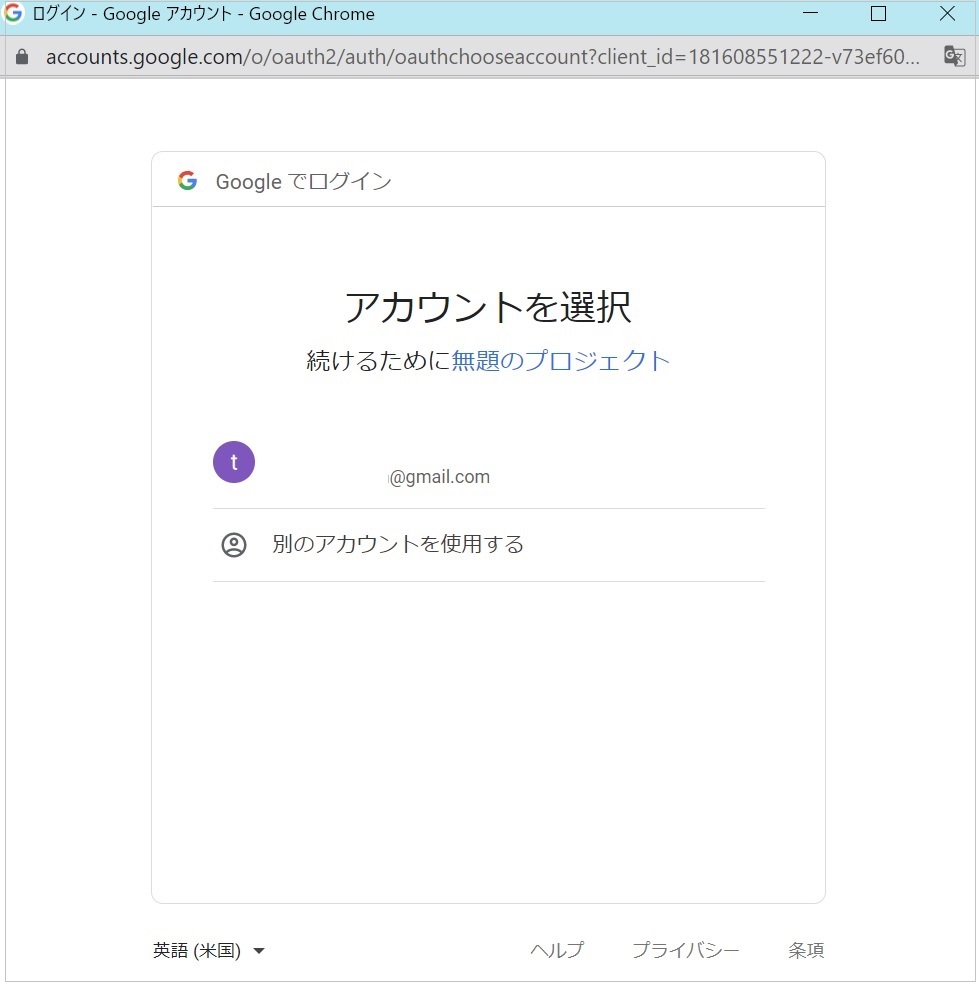 ログイン - Google アカウント - Google Chrome
accounts.google.com/o/oauth2/auth/oauthchooseaccount?client_id=181608551222-v73ef60...
Google でログイン
アカウントを選択
続けるために無題のプロジェクト
t
@gmail.com
別のアカウントを使用する
英語 (米国) ヘルプ プライバシー 条項